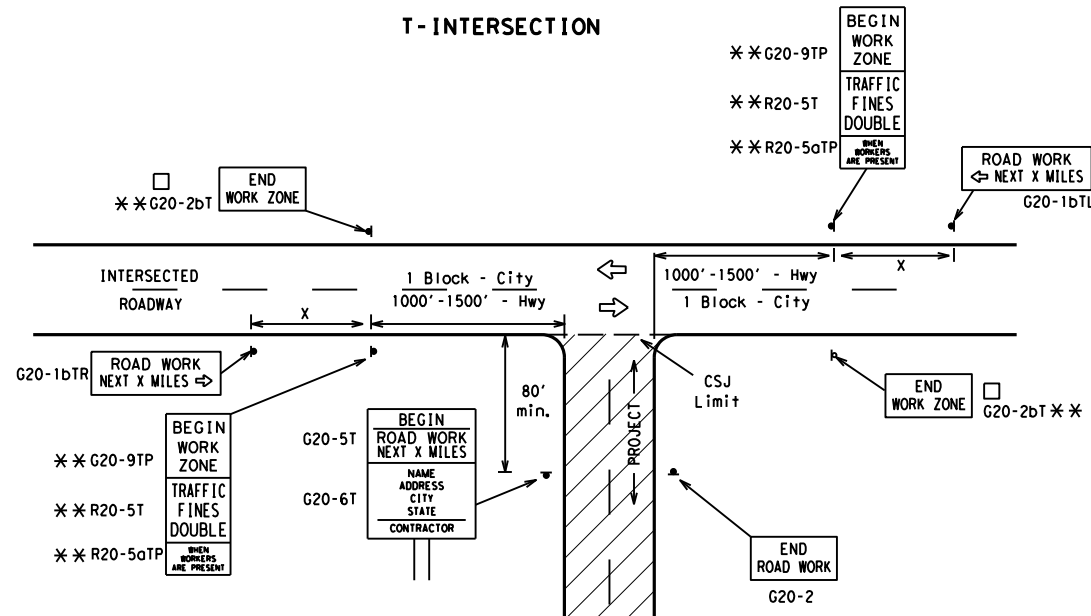 T-INTERSECTION
BEGIN
WORK
ZONE
**G20-9TP
TRAFFIC
FINES
DOUBLE
**R20-5T
WHEN
WORKERS
ARE PRESENT
**R20-5aTP
ROAD WORK
⇦ NEXT X MILES
G20-1bTL
□
**G20-2bT
END
WORK ZONE
INTERSECTED
ROADWAY
1 Block - City
1000'-1500' - Hwy
X
1000'-1500' - Hwy
1 Block - City
X
G20-1bTR
ROAD WORK
NEXT X MILES ⇨
80'
min.
CSJ
Limit
PROJECT
END
WORK ZONE
□
G20-2bT **
BEGIN
WORK
ZONE
**G20-9TP
TRAFFIC
FINES
DOUBLE
**R20-5T
WHEN
WORKERS
ARE PRESENT
**R20-5aTP
G20-5T
BEGIN
ROAD WORK
NEXT X MILES
G20-6T
NAME
ADDRESS
CITY
STATE
CONTRACTOR
END
ROAD WORK
G20-2